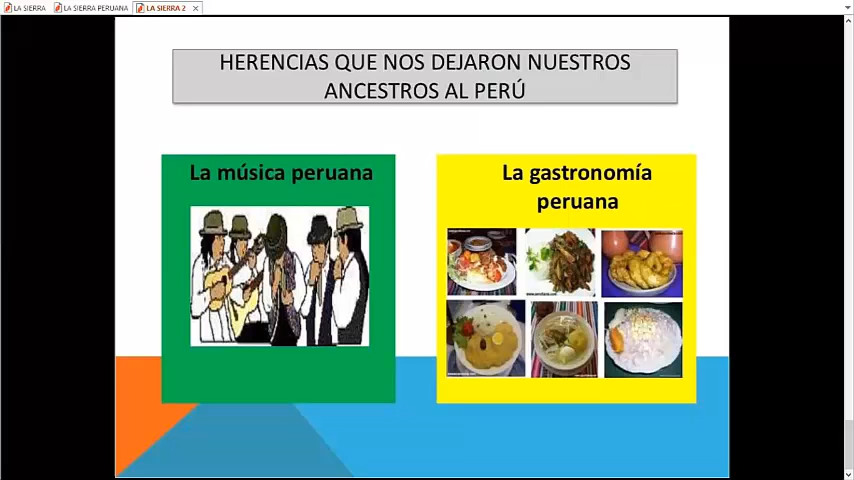 LA SIERRA
LA SIERRA PERUANA
LA SIERRA 2
HERENCIAS QUE NOS DEJARON NUESTROS
ANCESTROS AL PERÚ
La música peruana
La gastronomía
peruana